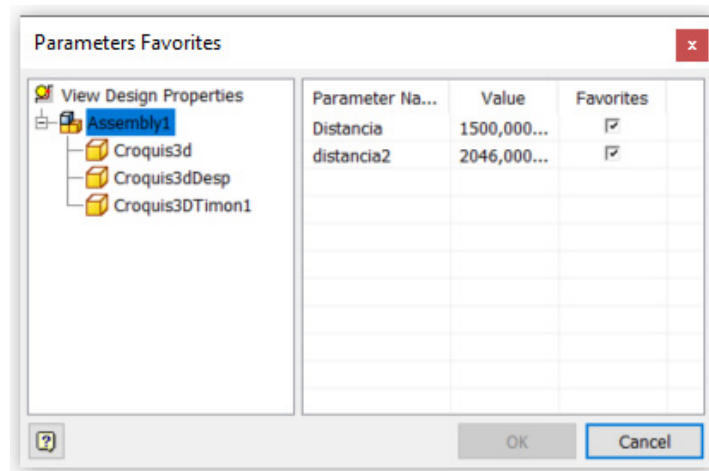 Parameters Favorites
x
View Design Properties
Assembly1
Croquis3d
Croquis3dDesp
Croquis3DTimon1
Parameter Na... Value Favorites
Distancia 1500,000...
distancia2 2046,000...
?
OK Cancel